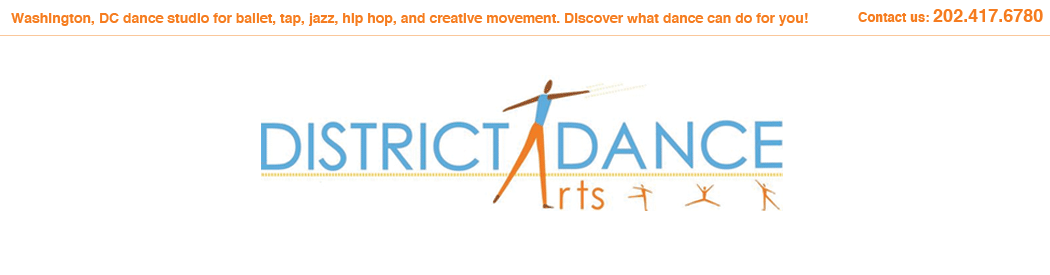 Washington, DC dance studio for ballet, tap, jazz, hip hop, and creative movement. Discover what dance can do for you!
Contact us: 202.417.6780
DISTRICT DANCE
Arts